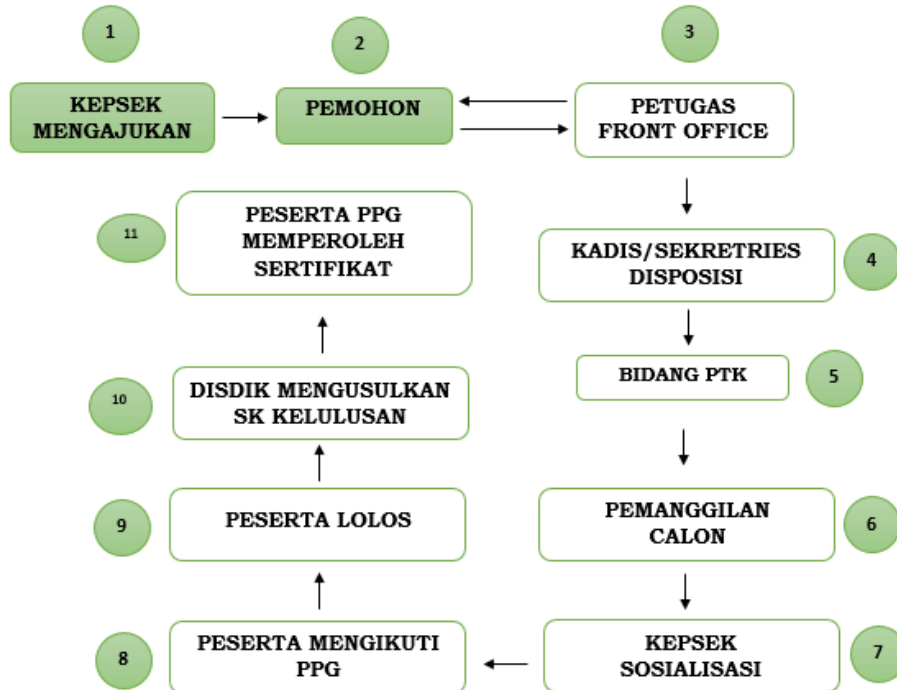 1
KEPSEK
MENGAJUKAN
2
PEMOHON
3
PETUGAS
FRONT OFFICE
KADIS/SEKRETRIES
DISPOSISI
4
BIDANG PTK
5
PEMANGGILAN
CALON
6
KEPSEK
SOSIALISASI
7
8
PESERTA MENGIKUTI
PPG
9
PESERTA LOLOS
10
DISDIK MENGUSULKAN
SK KELULUSAN
11
PESERTA PPG
MEMPEROLEH
SERTIFIKAT